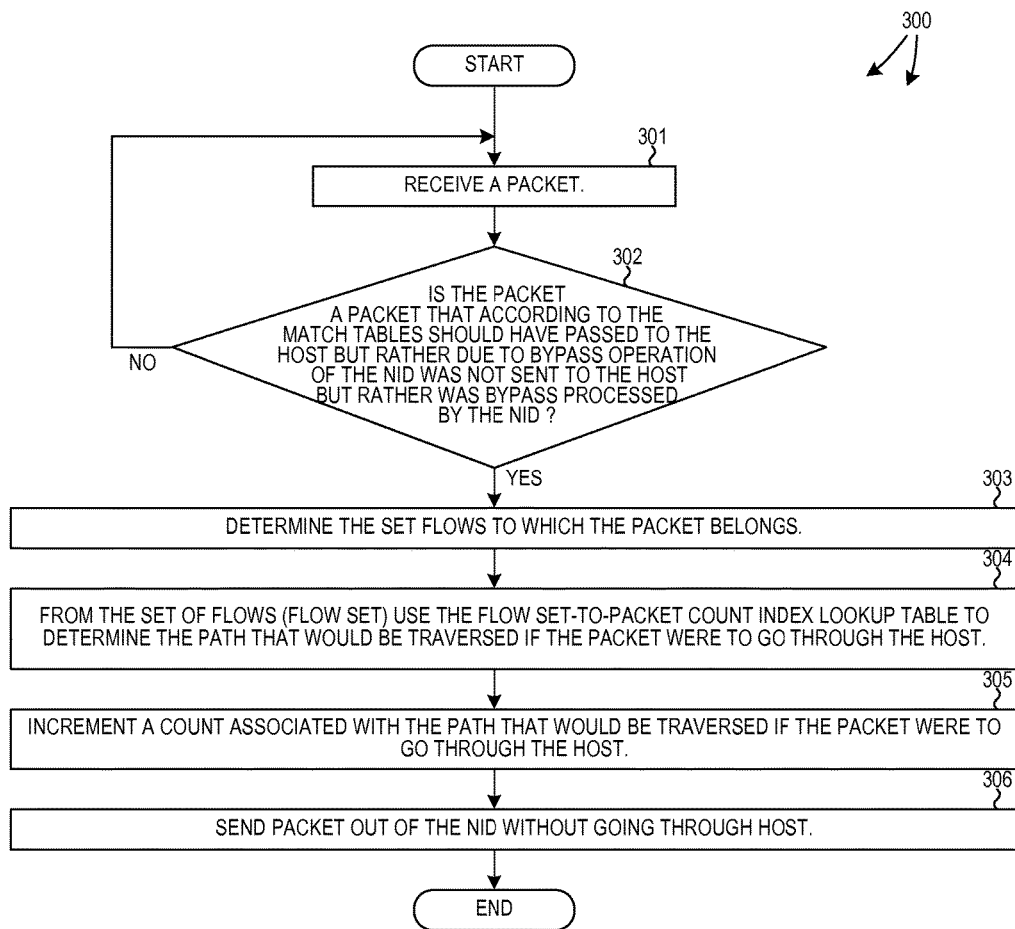 300
START
301
RECEIVE A PACKET.
302
IS THE PACKET
A PACKET THAT ACCORDING TO THE
MATCH TABLES SHOULD HAVE PASSED TO THE
HOST BUT RATHER DUE TO BYPASS OPERATION
OF THE NID WAS NOT SENT TO THE HOST
BUT RATHER WAS BYPASS PROCESSED
BY THE NID ?
NO
YES
303
DETERMINE THE SET FLOWS TO WHICH THE PACKET BELONGS.
304
FROM THE SET OF FLOWS (FLOW SET) USE THE FLOW SET-TO-PACKET COUNT INDEX LOOKUP TABLE TO
DETERMINE THE PATH THAT WOULD BE TRAVERSED IF THE PACKET WERE TO GO THROUGH THE HOST.
305
INCREMENT A COUNT ASSOCIATED WITH THE PATH THAT WOULD BE TRAVERSED IF THE PACKET WERE TO
GO THROUGH THE HOST.
306
SEND PACKET OUT OF THE NID WITHOUT GOING THROUGH HOST.
END